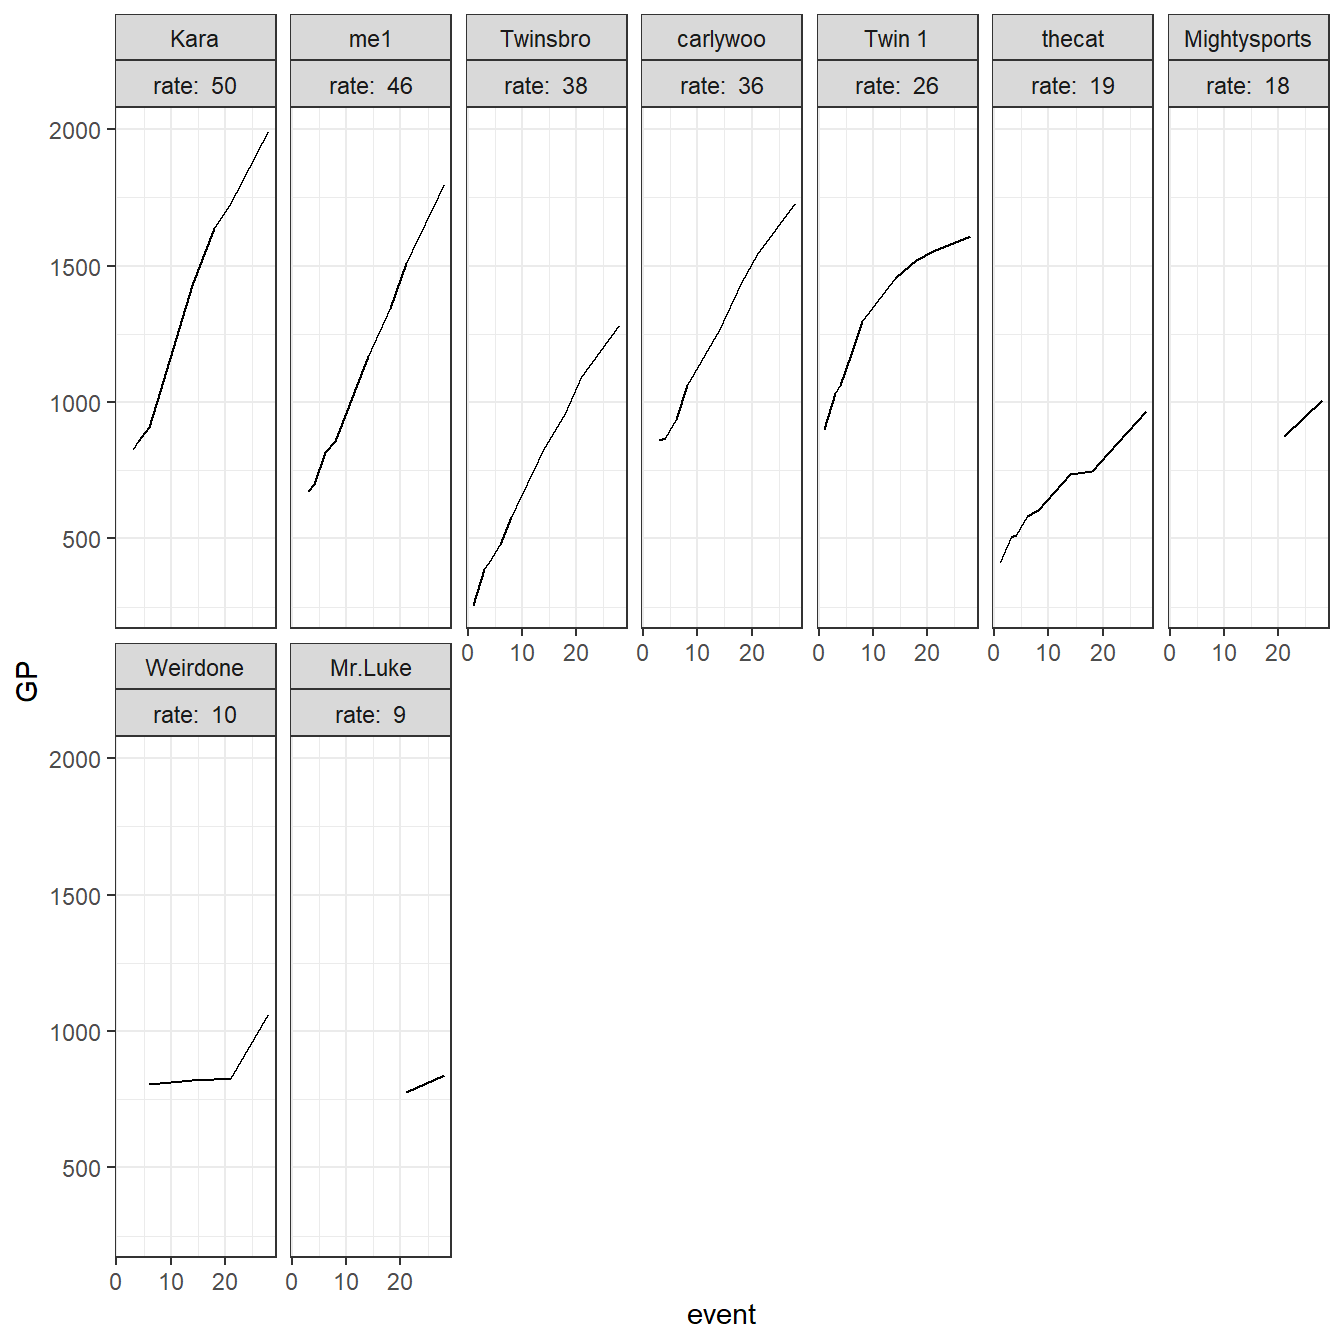 Kara me1 Twinsbro carlywoo Twin 1 thecat Mightysports
rate: 50 rate: 46 rate: 38 rate: 36 rate: 26 rate: 19 rate: 18
2000
1500
1000
500
0 10 20 0 10 20 0 10 20 0 10 20 0 10 20
GP
Weirdone Mr.Luke
rate: 10 rate: 9
2000
1500
1000
500
0 10 20 0 10 20
event